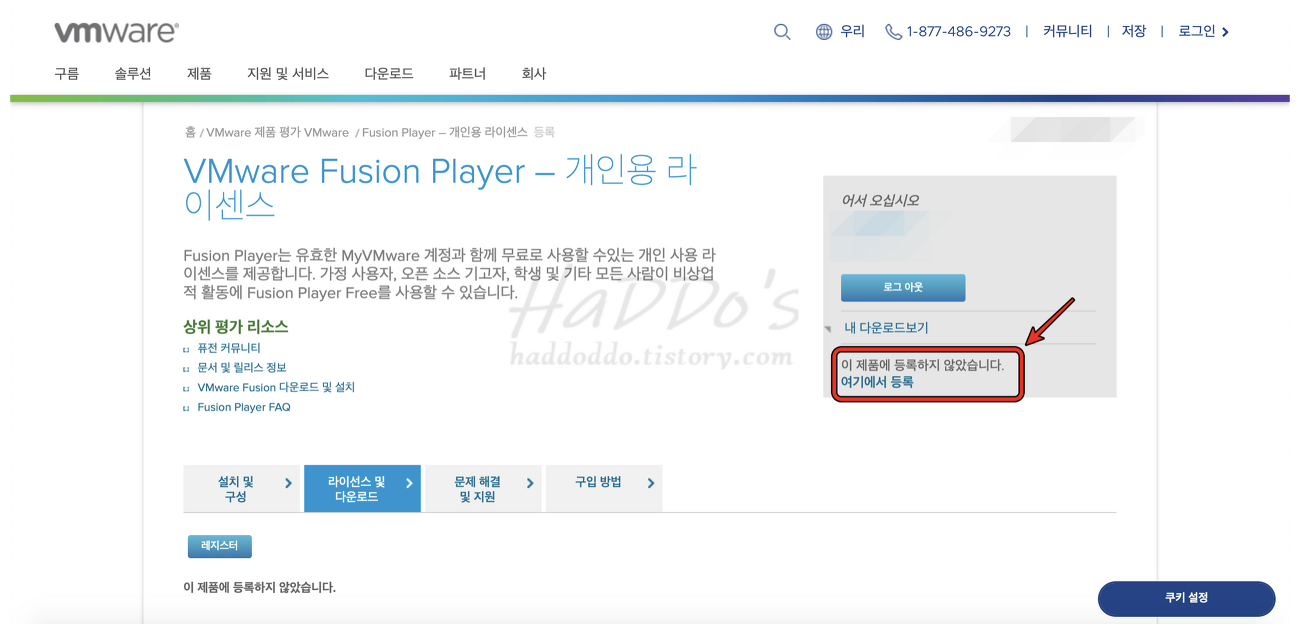 vmware®
우리
1-877-486-9273 | 커뮤니티 | 저장 | 로그인
구름 솔루션 제품 지원 및 서비스 다운로드 파트너 회사
홈 / VMware 제품 평가 VMware / Fusion Player – 개인용 라이센스 등록
VMware Fusion Player – 개인용 라
이센스
Fusion Player는 유효한 MyVMware 계정과 함께 무료로 사용할 수있는 개인 사용 라
이센스를 제공합니다. 가정 사용자, 오픈 소스 기고자, 학생 및 기타 모든 사람이 비상업
적 활동에 Fusion Player Free를 사용할 수 있습니다.
상위 평가 리소스
퓨전 커뮤니티
문서 및 릴리스 정보
VMware Fusion 다운로드 및 설치
Fusion Player FAQ
어서 오십시오
로그 아웃
내 다운로드보기
이 제품에 등록하지 않았습니다.
여기에서 등록
HaDDo's
haddoddo.tistory.com
설치 및
구성
라이선스 및
다운로드
문제 해결
및 지원
구입 방법
레지스터
이 제품에 등록하지 않았습니다.
쿠키 설정